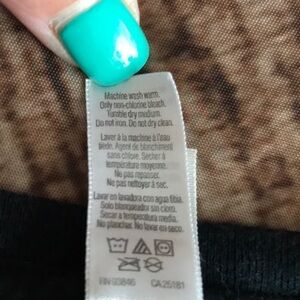 Machine wash warm.
Only non-chlorine bleach.
Tumble dry medium.
Do not iron. Do not dry clean.
Laver à la machine à l'eau
tiède. Agent de blanchiment
sans chlore. Sécher à
température moyenne.
Ne pas repasser.
Ne pas nettoyer à sec.
Lavar en lavadora con agua tibia.
Solo blanqueador sin cloro.
Secar a temperatura media.
No planchar. No lavar en seco.
RN 93846 CA 25181